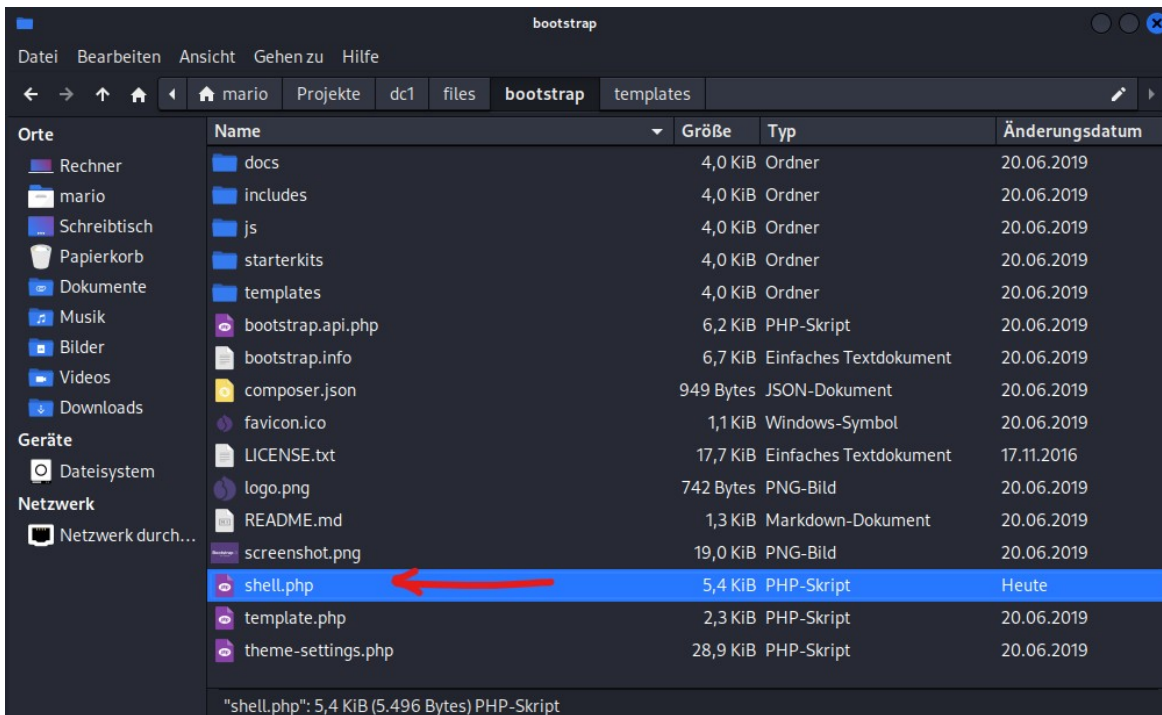 bootstrap
Datei Bearbeiten Ansicht Gehen zu Hilfe
mario Projekte dc1 files bootstrap templates
Orte
Rechner
mario
Schreibtisch
Papierkorb
Dokumente
Musik
Bilder
Videos
Downloads
Geräte
Dateisystem
Netzwerk
Netzwerk durch...
Name Größe Typ Änderungsdatum
docs 4,0 KiB Ordner 20.06.2019
includes 4,0 KiB Ordner 20.06.2019
js 4,0 KiB Ordner 20.06.2019
starterkits 4,0 KiB Ordner 20.06.2019
templates 4,0 KiB Ordner 20.06.2019
bootstrap.api.php 6,2 KiB PHP-Skript 20.06.2019
bootstrap.info 6,7 KiB Einfaches Textdokument 20.06.2019
composer.json 949 Bytes JSON-Dokument 20.06.2019
favicon.ico 1,1 KiB Windows-Symbol 20.06.2019
LICENSE.txt 17,7 KiB Einfaches Textdokument 17.11.2016
logo.png 742 Bytes PNG-Bild 20.06.2019
README.md 1,3 KiB Markdown-Dokument 20.06.2019
screenshot.png 19,0 KiB PNG-Bild 20.06.2019
shell.php 5,4 KiB PHP-Skript Heute
template.php 2,3 KiB PHP-Skript 20.06.2019
theme-settings.php 28,9 KiB PHP-Skript 20.06.2019
"shell.php": 5,4 KiB (5.496 Bytes) PHP-Skript